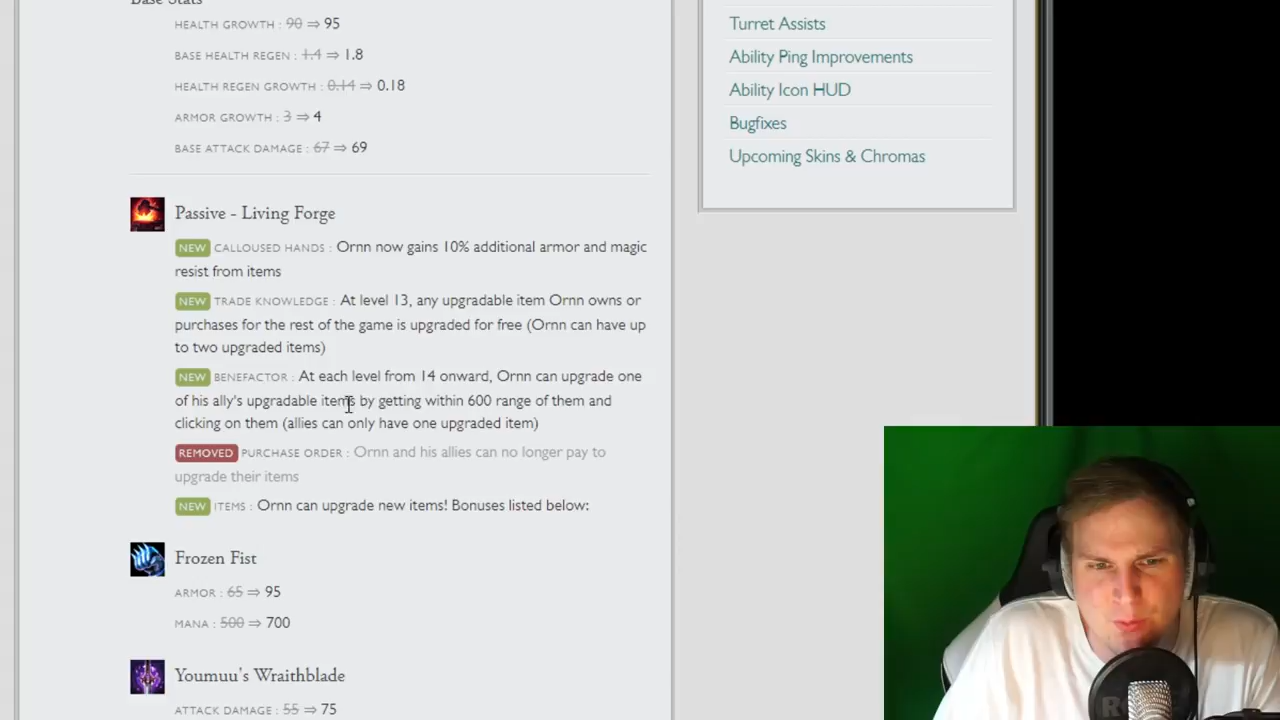 Base Stats
HEALTH GROWTH : 90 ⇒ 95
BASE HEALTH REGEN : 1.4 ⇒ 1.8
HEALTH REGEN GROWTH : 0.14 ⇒ 0.18
ARMOR GROWTH : 3 ⇒ 4
BASE ATTACK DAMAGE : 67 ⇒ 69
Passive - Living Forge
NEW CALLOUSED HANDS : Ornn now gains 10% additional armor and magic
resist from items
NEW TRADE KNOWLEDGE : At level 13, any upgradable item Ornn owns or
purchases for the rest of the game is upgraded for free (Ornn can have up
to two upgraded items)
NEW BENEFACTOR : At each level from 14 onward, Ornn can upgrade one
of his ally's upgradable items by getting within 600 range of them and
clicking on them (allies can only have one upgraded item)
REMOVED PURCHASE ORDER : Ornn and his allies can no longer pay to
upgrade their items
NEW ITEMS : Ornn can upgrade new items! Bonuses listed below:
Frozen Fist
ARMOR : 65 ⇒ 95
MANA : 500 ⇒ 700
Youmuu's Wraithblade
ATTACK DAMAGE : 55 ⇒ 75
Turret Assists
Ability Ping Improvements
Ability Icon HUD
Bugfixes
Upcoming Skins & Chromas